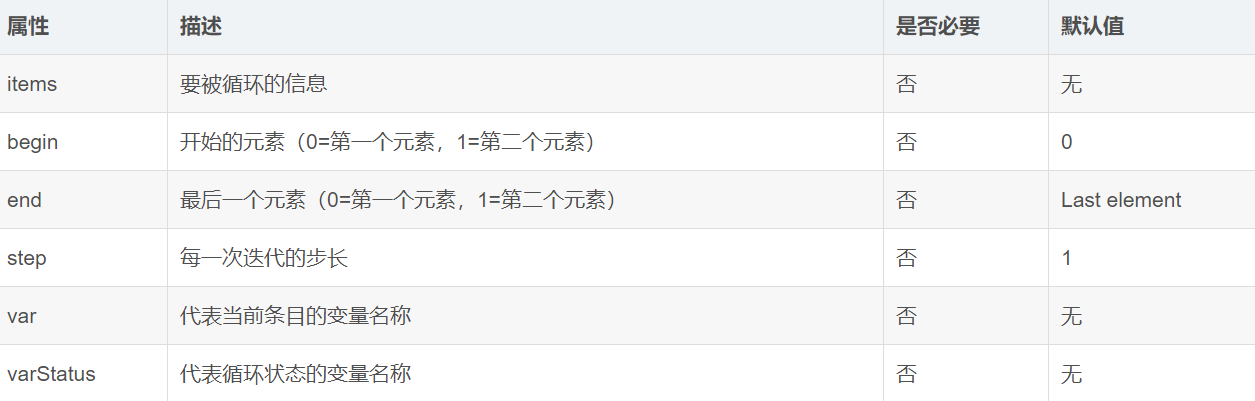 属性 描述 是否必要 默认值
items 要被循环的信息 否 无
begin 开始的元素（0=第一个元素，1=第二个元素） 否 0
end 最后一个元素（0=第一个元素，1=第二个元素） 否 Last element
step 每一次迭代的步长 否 1
var 代表当前条目的变量名称 否 无
varStatus 代表循环状态的变量名称 否 无